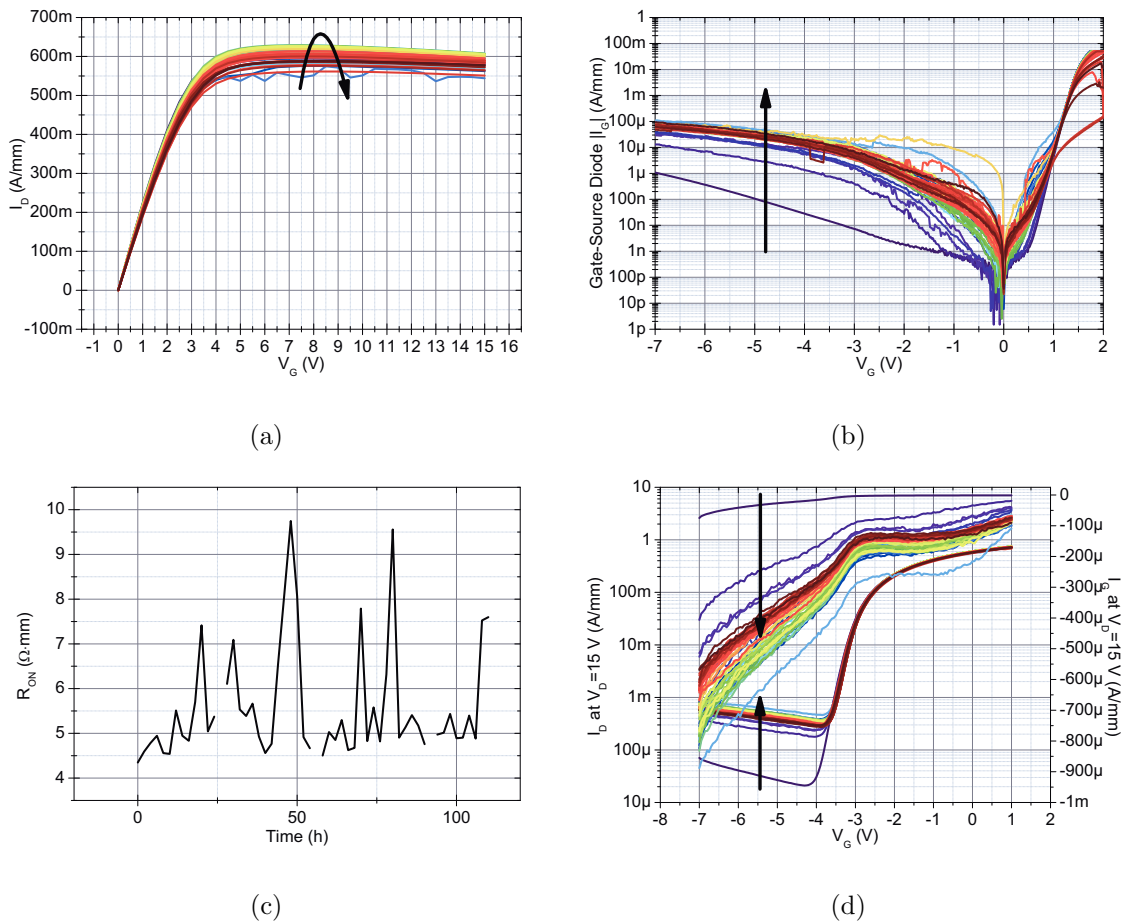 700m
600m
500m
400m
300m
200m
100m
0
-100m
I_D (A/mm)
-1 0 1 2 3 4 5 6 7 8 9 10 11 12 13 14 15 16
V_G (V)
(a)
1
100m
10m
1m
100µ
10µ
1µ
100n
10n
1n
100p
10p
1p
Gate-Source Diode |I_G| (A/mm)
-7 -6 -5 -4 -3 -2 -1 0 1 2
V_G (V)
(b)
10
9
8
7
6
5
4
R_ON (Ω·mm)
0 50 100
Time (h)
(c)
10
1
100m
10m
1m
100µ
10µ
I_D at V_D=15 V (A/mm)
0
-100µ
-200µ
-300µ
-400µ
-500µ
-600µ
-700µ
-800µ
-900µ
-1m
I_G at V_D=15 V (A/mm)
-8 -7 -6 -5 -4 -3 -2 -1 0 1 2
V_G (V)
(d)